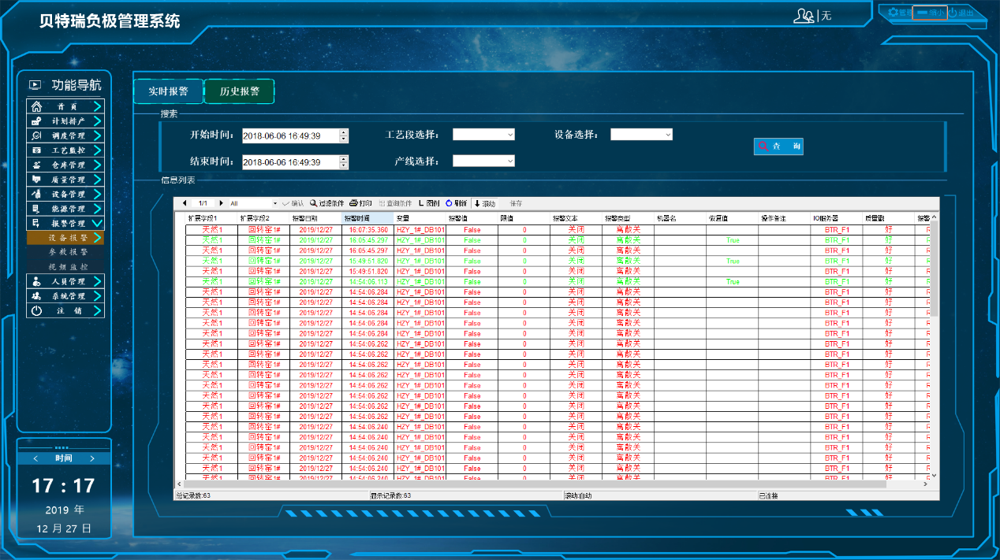 贝特瑞负极管理系统
无
管理 缩小 退出
功能导航
首 页
计划排产
调度管理
工艺监控
仓库管理
质量管理
设备管理
能源管理
报警管理
设备报警
参数报警
视频监控
人员管理
系统管理
注 销
时间
17 : 17
2019 年
12 月 27 日
实时报警 历史报警
搜索
开始时间： 2018-06-06 16:49:39 工艺段选择： 设备选择：
查 询
结束时间： 2018-06-06 16:49:39 产线选择：
信息列表
1/1 All 确认 过滤条件 打印 查询条件 图例 刷新 滚动 保存
扩展字段1 扩展字段2 报警日期 报警时间 变量 报警值 限值 报警文本 报警类型 机器名 恢复值 操作备注 IO服务器 质量戳 报警
天然1 回转窑1# 2019/12/27 16:07:35.360 HZY_1#_DB101 False 0 关闭 离散关 BTR_F1 好
天然1 回转窑1# 2019/12/27 16:05:45.297 HZY_1#_DB101 False 0 关闭 离散关 True BTR_F1 好
天然1 回转窑1# 2019/12/27 16:05:45.297 HZY_1#_DB101 False 0 关闭 离散关 BTR_F1 好
天然1 回转窑1# 2019/12/27 15:49:51.820 HZY_1#_DB101 False 0 关闭 离散关 True BTR_F1 好
天然1 回转窑1# 2019/12/27 15:49:51.820 HZY_1#_DB101 False 0 关闭 离散关 BTR_F1 好
天然1 回转窑1# 2019/12/27 14:54:06.113 HZY_1#_DB101 False 0 关闭 离散关 True BTR_F1 好
天然1 回转窑1# 2019/12/27 14:54:06.284 HZY_1#_DB101 False 0 关闭 离散关 BTR_F1 好
天然1 回转窑1# 2019/12/27 14:54:06.284 HZY_1#_DB101 False 0 关闭 离散关 BTR_F1 好
天然1 回转窑1# 2019/12/27 14:54:06.284 HZY_1#_DB101 False 0 关闭 离散关 BTR_F1 好
天然1 回转窑1# 2019/12/27 14:54:06.284 HZY_1#_DB101 False 0 关闭 离散关 BTR_F1 好
天然1 回转窑1# 2019/12/27 14:54:06.284 HZY_1#_DB101 False 0 关闭 离散关 BTR_F1 好
天然1 回转窑1# 2019/12/27 14:54:06.262 HZY_1#_DB101 False 0 关闭 离散关 BTR_F1 好
天然1 回转窑1# 2019/12/27 14:54:06.262 HZY_1#_DB101 False 0 关闭 离散关 BTR_F1 好
天然1 回转窑1# 2019/12/27 14:54:06.262 HZY_1#_DB101 False 0 关闭 离散关 BTR_F1 好
天然1 回转窑1# 2019/12/27 14:54:06.262 HZY_1#_DB101 False 0 关闭 离散关 BTR_F1 好
天然1 回转窑1# 2019/12/27 14:54:06.262 HZY_1#_DB101 False 0 关闭 离散关 BTR_F1 好
天然1 回转窑1# 2019/12/27 14:54:06.262 HZY_1#_DB101 False 0 关闭 离散关 BTR_F1 好
天然1 回转窑1# 2019/12/27 14:54:06.262 HZY_1#_DB101 False 0 关闭 离散关 BTR_F1 好
天然1 回转窑1# 2019/12/27 14:54:06.262 HZY_1#_DB101 False 0 关闭 离散关 BTR_F1 好
天然1 回转窑1# 2019/12/27 14:54:06.240 HZY_1#_DB101 False 0 关闭 离散关 BTR_F1 好
天然1 回转窑1# 2019/12/27 14:54:06.240 HZY_1#_DB101 False 0 关闭 离散关 BTR_F1 好
天然1 回转窑1# 2019/12/27 14:54:06.240 HZY_1#_DB101 False 0 关闭 离散关 BTR_F1 好
天然1 回转窑1# 2019/12/27 14:54:06.240 HZY_1#_DB101 False 0 关闭 离散关 BTR_F1 好
天然1 回转窑1# 2019/12/27 14:54:06.240 HZY_1#_DB101 False 0 关闭 离散关 BTR_F1 好
天然1 回转窑1# 2019/12/27 14:54:06.240 HZY_1#_DB101 False 0 关闭 离散关 BTR_F1 好
总记录数:63 显示记录数:63 滚动:自动 已连接